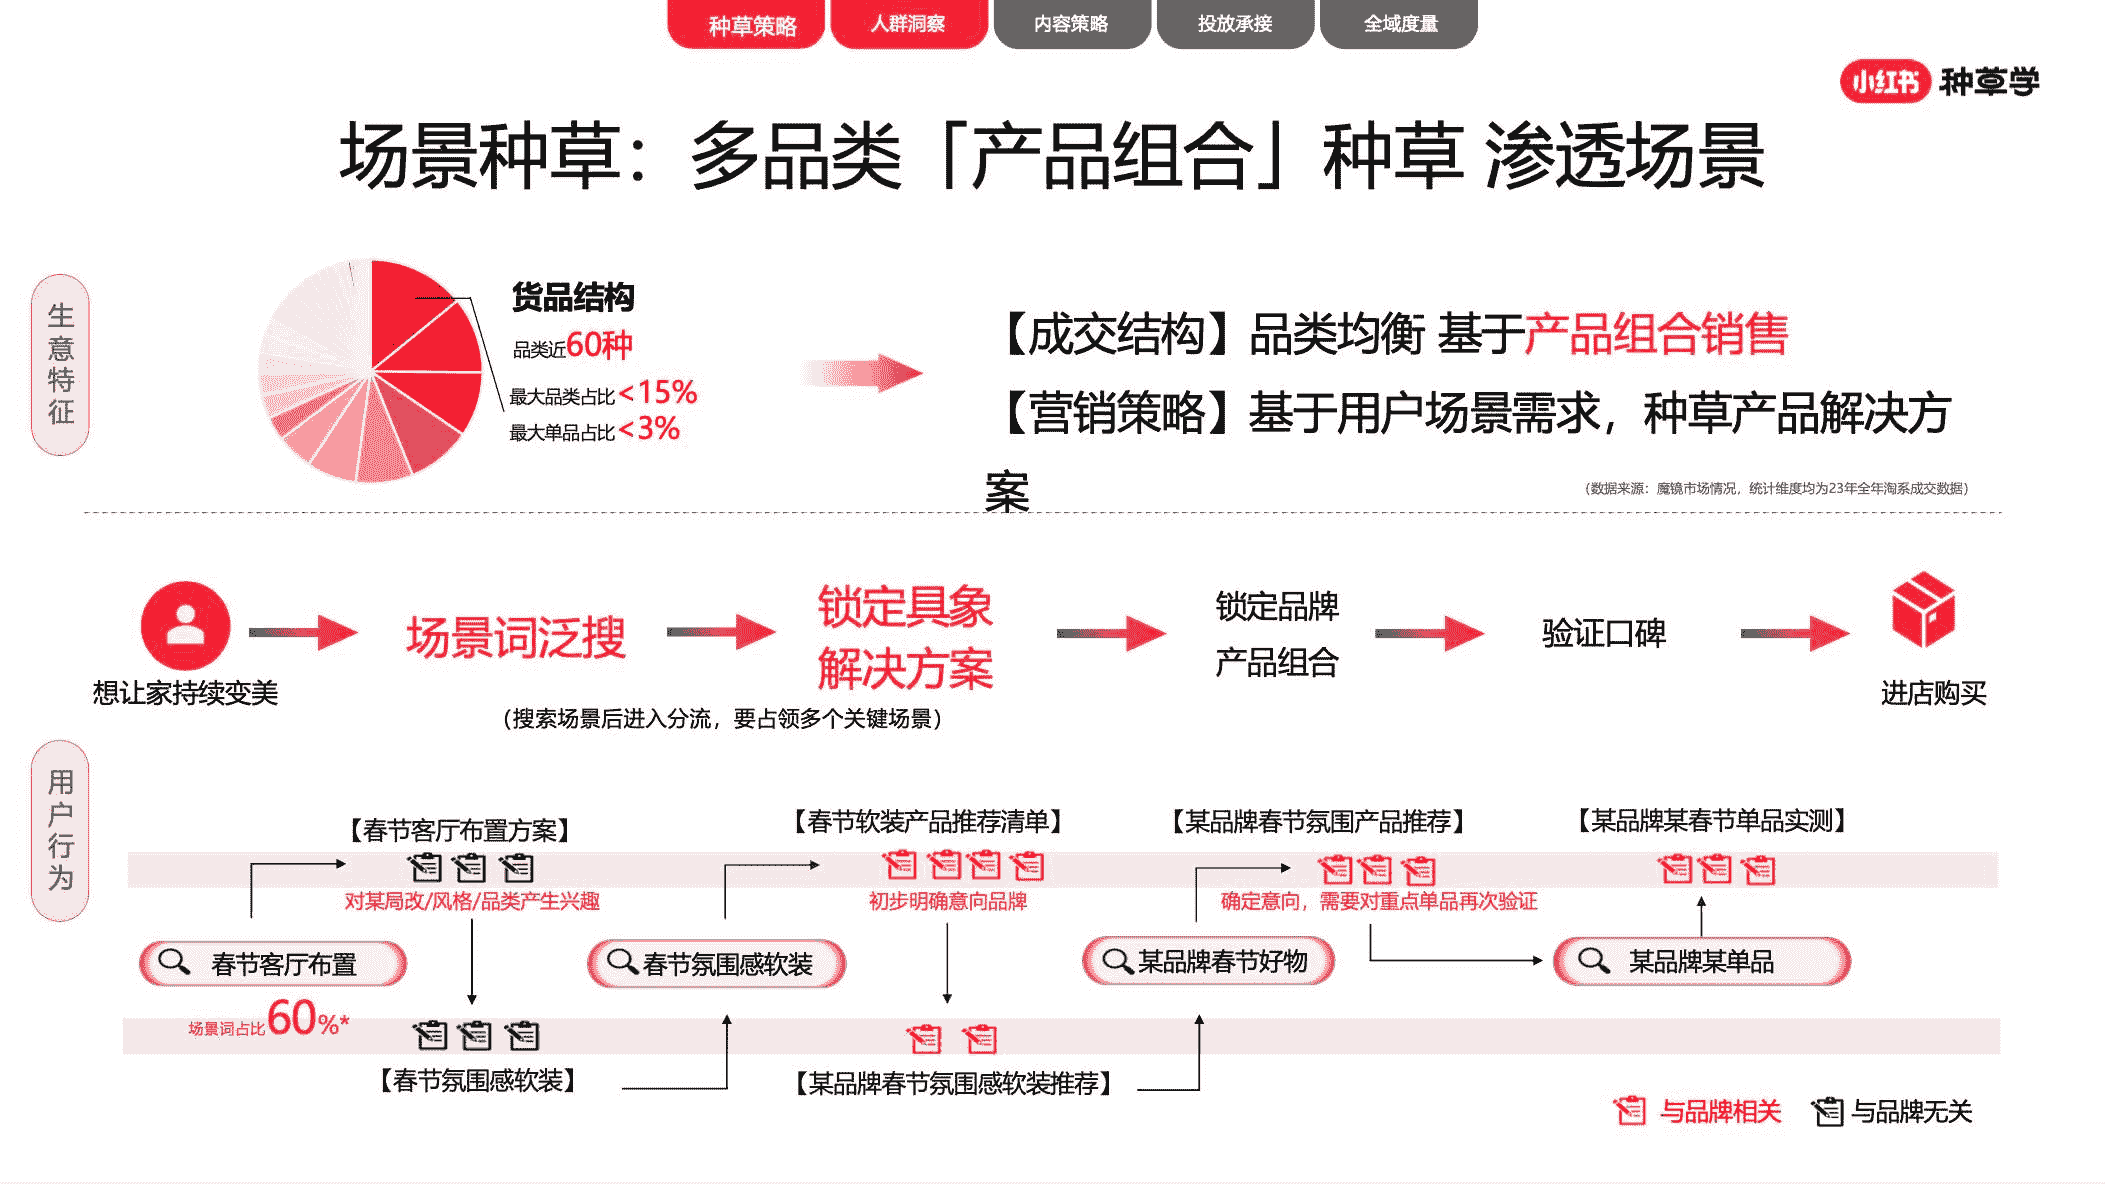 种草策略
人群洞察
内容策略
投放承接
全域度量
小红书 种草学
场景种草：多品类「产品组合」种草 渗透场景
生意特征
货品结构
品类近60种
最大品类占比<15%
最大单品占比<3%
【成交结构】品类均衡 基于产品组合销售
【营销策略】基于用户场景需求，种草产品解决方
案
（数据来源：魔镜市场情况，统计维度均为23年全年淘系成交数据）
想让家持续变美
场景词泛搜
锁定具象
解决方案
（搜索场景后进入分流，要占领多个关键场景）
锁定品牌
产品组合
验证口碑
进店购买
用户行为
【春节客厅布置方案】
【春节软装产品推荐清单】
【某品牌春节氛围产品推荐】
【某品牌某春节单品实测】
对某局改/风格/品类产生兴趣
初步明确意向品牌
确定意向，需要对重点单品再次验证
春节客厅布置
春节氛围感软装
某品牌春节好物
某品牌某单品
场景词占比60%*
【春节氛围感软装】
【某品牌春节氛围感软装推荐】
与品牌相关
与品牌无关